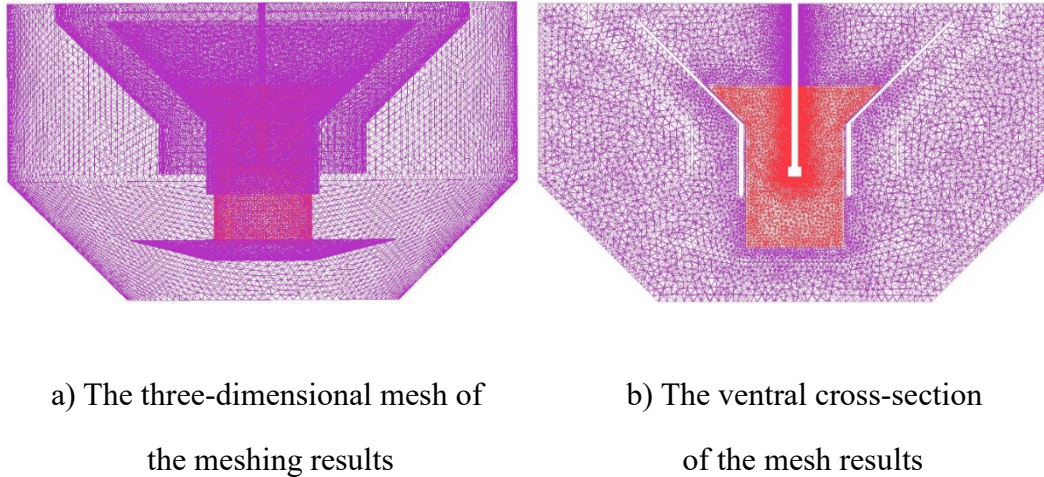 a) The three-dimensional mesh of
the meshing results
b) The ventral cross-section
of the mesh results